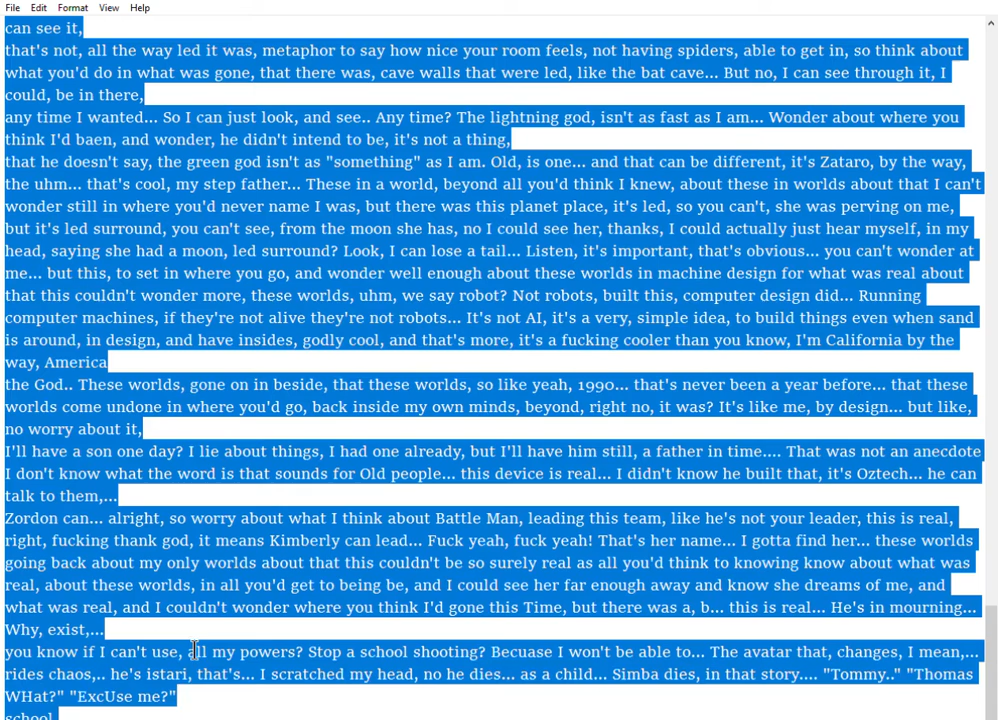 File Edit Format View Help
can see it,
that's not, all the way led it was, metaphor to say how nice your room feels, not having spiders, able to get in, so think about
what you'd do in what was gone, that there was, cave walls that were led, like the bat cave... But no, I can see through it, I
could, be in there,
any time I wanted... So I can just look, and see.. Any time? The lightning god, isn't as fast as I am... Wonder about where you
think I'd baen, and wonder, he didn't intend to be, it's not a thing,
that he doesn't say, the green god isn't as "something" as I am. Old, is one... and that can be different, it's Zataro, by the way,
the uhm... that's cool, my step father... These in a world, beyond all you'd think I knew, about these in worlds about that I can't
wonder still in where you'd never name I was, but there was this planet place, it's led, so you can't, she was perving on me,
but it's led surround, you can't see, from the moon she has, no I could see her, thanks, I could actually just hear myself, in my
head, saying she had a moon, led surround? Look, I can lose a tail... Listen, it's important, that's obvious... you can't wonder at
me... but this, to set in where you go, and wonder well enough about these worlds in machine design for what was real about
that this couldn't wonder more, these worlds, uhm, we say robot? Not robots, built this, computer design did... Running
computer machines, if they're not alive they're not robots... It's not AI, it's a very, simple idea, to build things even when sand
is around, in design, and have insides, godly cool, and that's more, it's a fucking cooler than you know, I'm California by the
way, America
the God.. These worlds, gone on in beside, that these worlds, so like yeah, 1990... that's never been a year before... that these
worlds come undone in where you'd go, back inside my own minds, beyond, right no, it was? It's like me, by design... but like,
no worry about it,
I'll have a son one day? I lie about things, I had one already, but I'll have him still, a father in time.... That was not an anecdote
I don't know what the word is that sounds for Old people... this device is real... I didn't know he built that, it's Oztech... he can
talk to them,...
Zordon can... alright, so worry about what I think about Battle Man, leading this team, like he's not your leader, this is real,
right, fucking thank god, it means Kimberly can lead... Fuck yeah, fuck yeah! That's her name... I gotta find her... these worlds
going back about my only worlds about that this couldn't be so surely real as all you'd think to knowing know about what was
real, about these worlds, in all you'd get to being be, and I could see her far enough away and know she dreams of me, and
what was real, and I couldn't wonder where you think I'd gone this Time, but there was a, b... this is real... He's in mourning...
Why, exist,...
you know if I can't use, all my powers? Stop a school shooting? Becuase I won't be able to... The avatar that, changes, I mean,...
rides chaos,.. he's istari, that's... I scratched my head, no he dies... as a child... Simba dies, in that story.... "Tommy.." "Thomas
WHat?" "ExcUse me?"
school